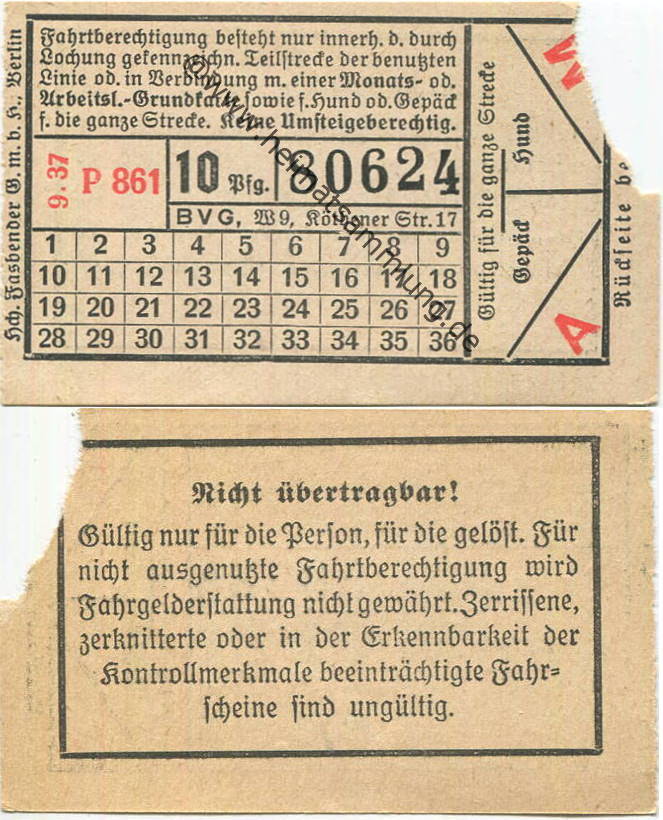 Fahrtberechtigung besteht nur innerh. d. durch
Lochung gekennzeichn. Teilstrecke der benutzten
Linie od. in Verbindung m. einer Monats- od.
Arbeitsl.-Grundkarte sowie f. Hund od. Gepäck
f. die ganze Strecke. Keine Umsteigeberechtig.
9.37 P 861 10 Pfg. 80624
BVG, W9, Köthener Str. 17
1 2 3 4 5 6 7 8 9
10 11 12 13 14 15 16 17 18
19 20 21 22 23 24 25 26 27
28 29 30 31 32 33 34 35 36
Hch. Fasbender G. m. b. H., Berlin
Gültig für die ganze Strecke
Gepäck Hund
M
A
Rückseite be
@www.heimatsammlung.de
Nicht übertragbar!
Gültig nur für die Person, für die gelöst. Für
nicht ausgenutzte Fahrtberechtigung wird
Fahrgelderstattung nicht gewährt. Zerrissene,
zerknitterte oder in der Erkennbarkeit der
Kontrollmerkmale beeinträchtigte Fahr-
scheine sind ungültig.